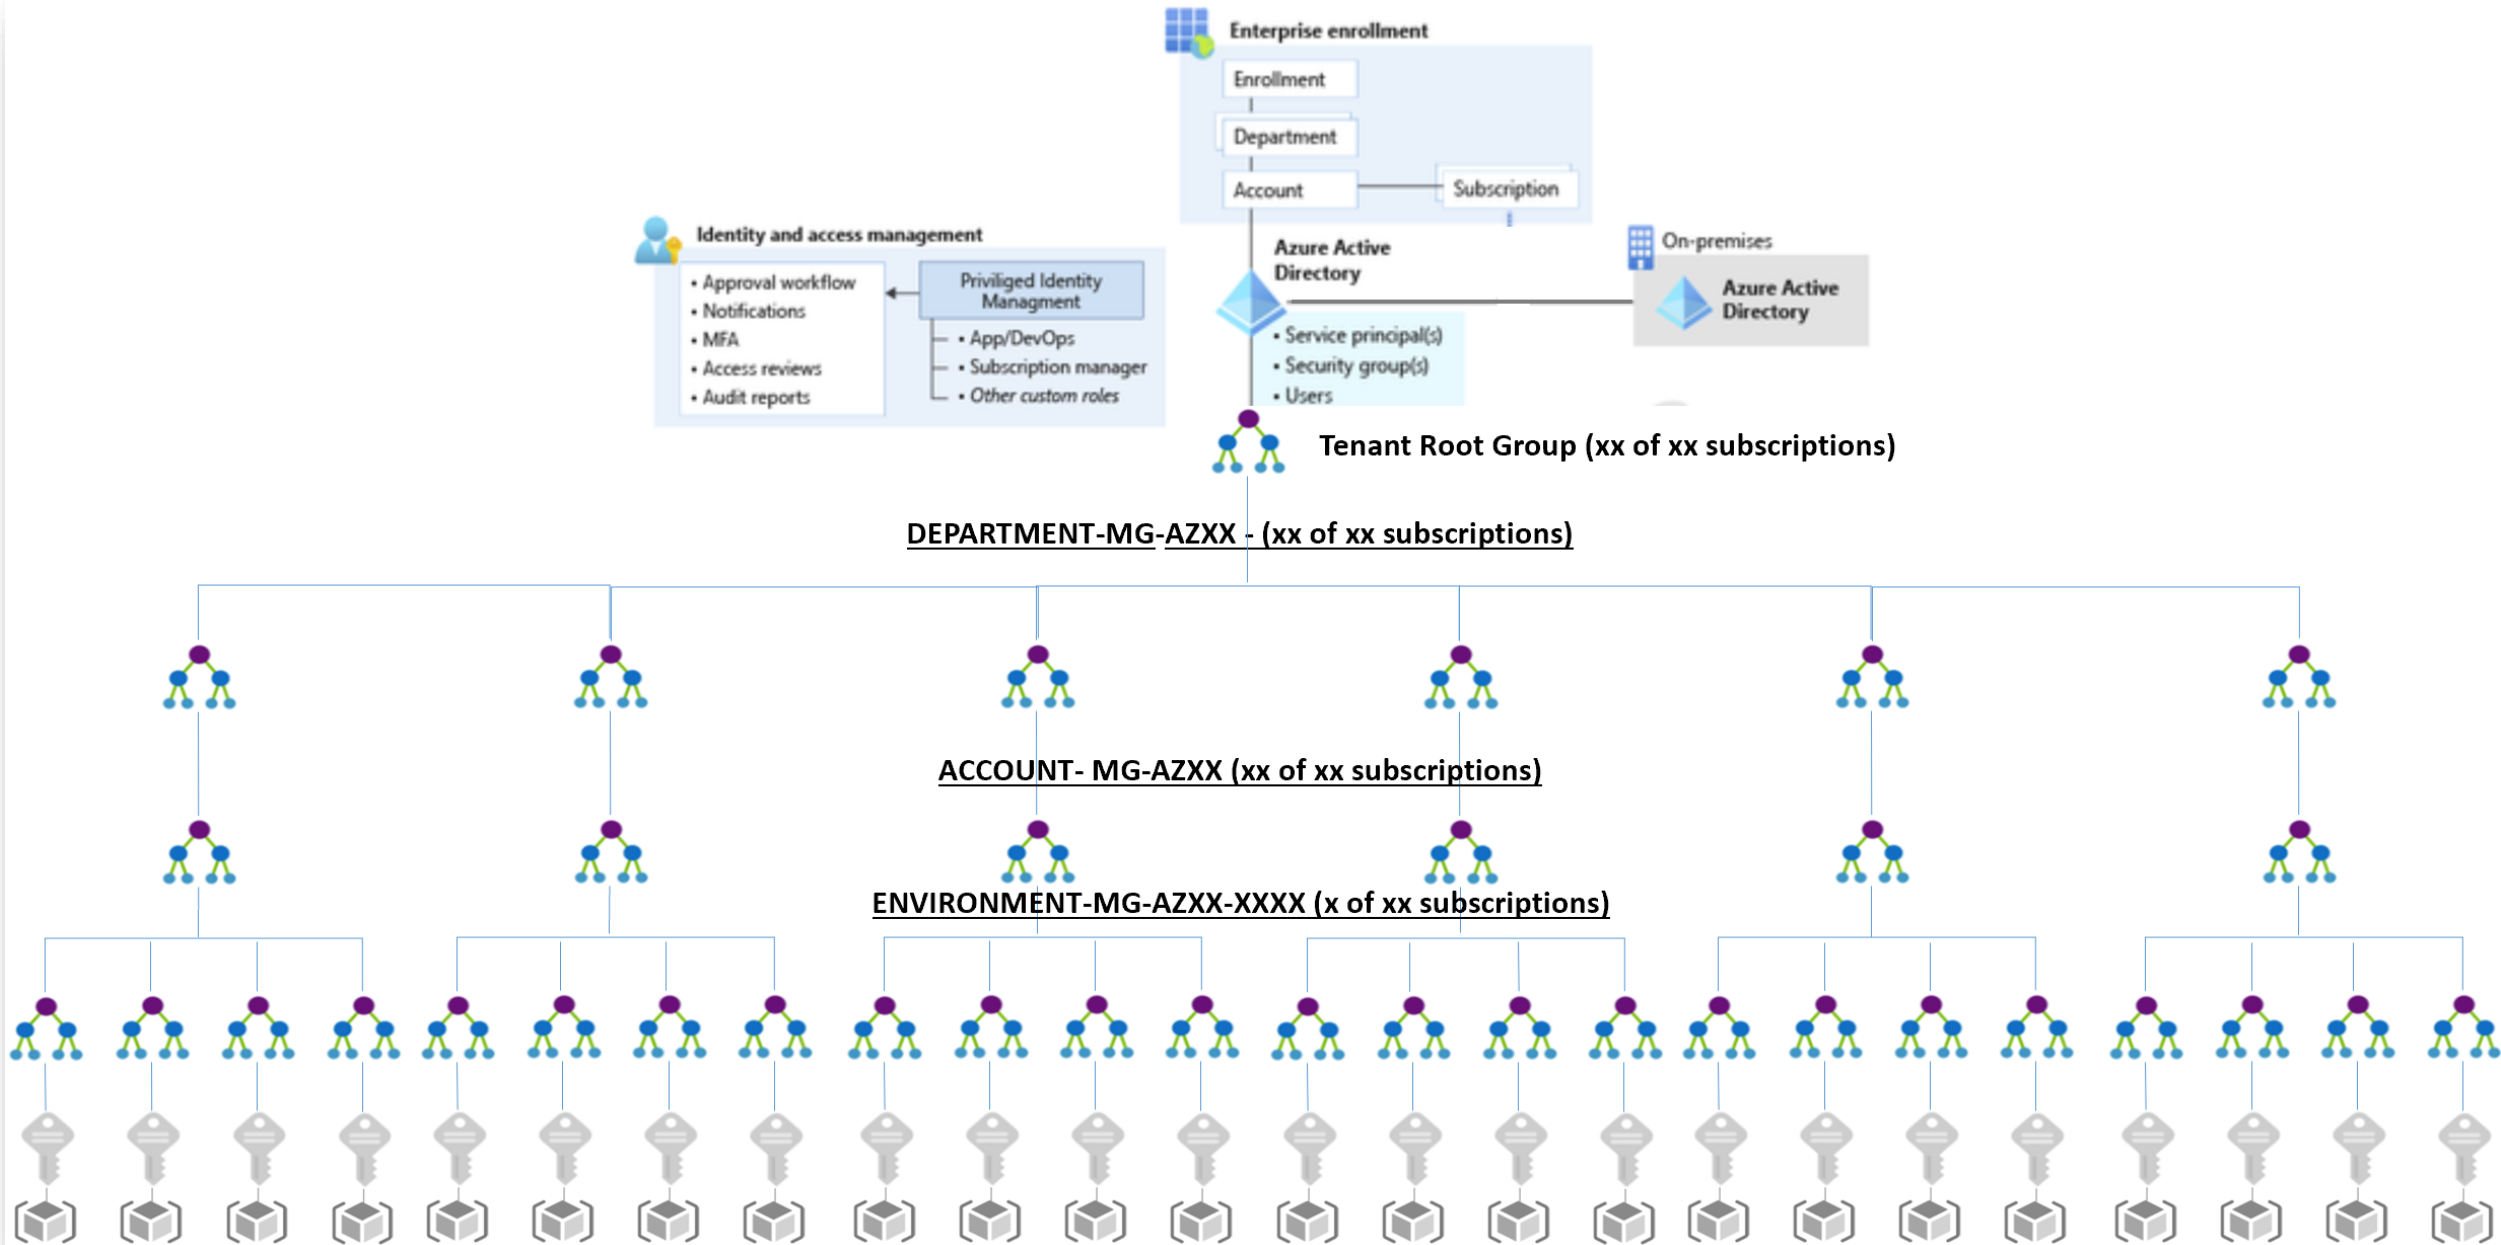 Enterprise enrollment
Enrollment
Department
Account
Subscription
Identity and access management
• Approval workflow
• Notifications
• MFA
• Access reviews
• Audit reports
Priviliged Identity
Managment
• App/DevOps
• Subscription manager
• Other custom roles
Azure Active
Directory
• Service principal(s)
• Security group(s)
• Users
On-premises
Azure Active
Directory
Tenant Root Group (xx of xx subscriptions)
DEPARTMENT-MG-AZXX - (xx of xx subscriptions)
ACCOUNT- MG-AZXX (xx of xx subscriptions)
ENVIRONMENT-MG-AZXX-XXXX (x of xx subscriptions)